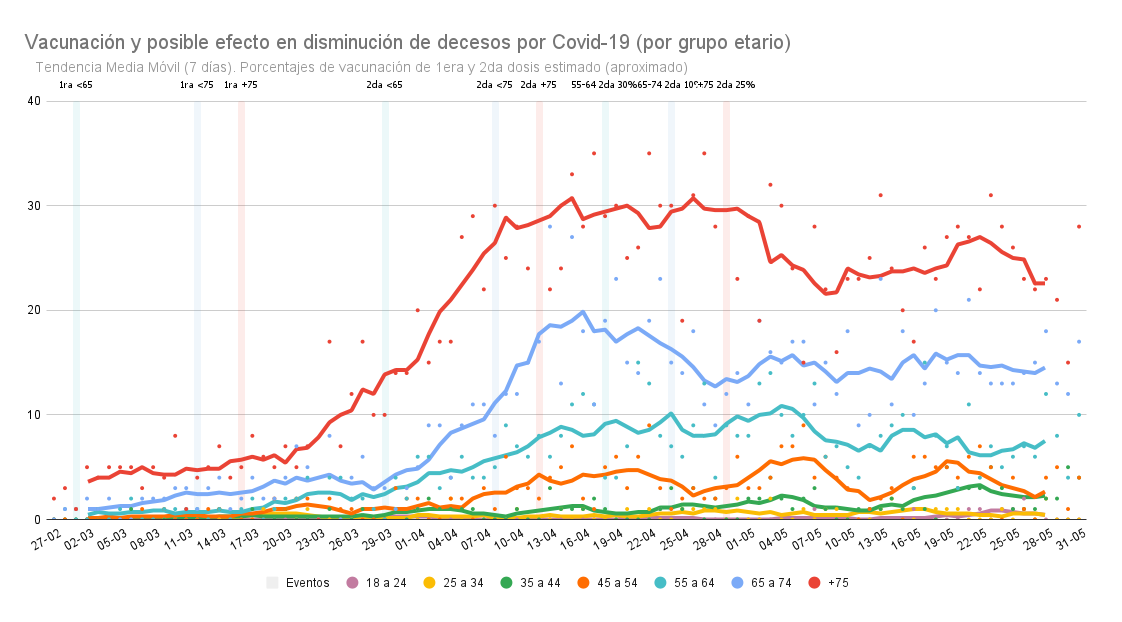 Vacunación y posible efecto en disminución de decesos por Covid-19 (por grupo etario)
Tendencia Media Móvil (7 días). Porcentajes de vacunación de 1era y 2da dosis estimado (aproximado)
1ra <65 1ra <75 1ra +75 2da <65 2da <75 2da +75 55-64 2da 30% 65-74 2da 10% +75 2da 25%
40
30
20
10
0
27-02 02-03 05-03 08-03 11-03 14-03 17-03 20-03 23-03 26-03 29-03 01-04 04-04 07-04 10-04 13-04 16-04 19-04 22-04 25-04 28-04 01-05 04-05 07-05 10-05 13-05 16-05 19-05 22-05 25-05 28-05 31-05
Eventos 18 a 24 25 a 34 35 a 44 45 a 54 55 a 64 65 a 74 +75